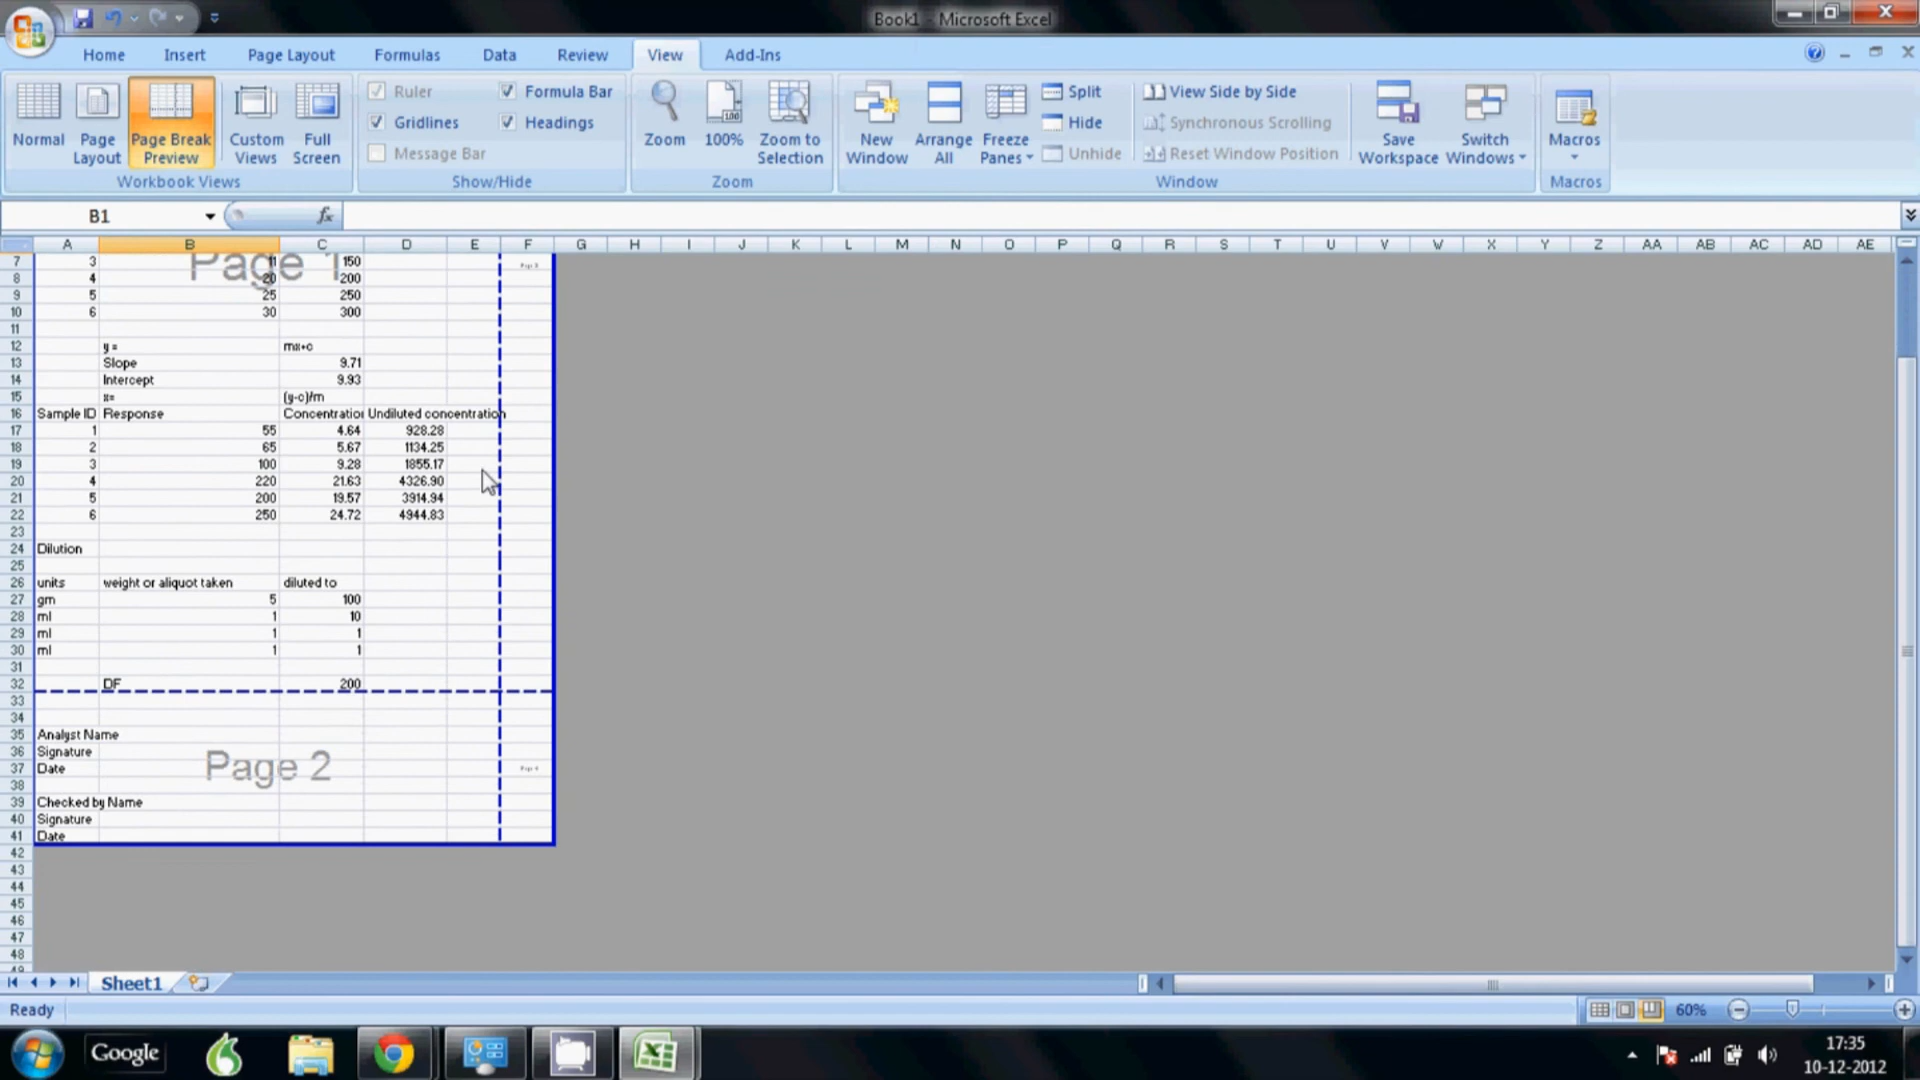 Book1 - Microsoft Excel
Home Insert Page Layout Formulas Data Review View Add-Ins
Ruler Formula Bar Split View Side by Side
Gridlines Headings Hide Synchronous Scrolling
Message Bar Unhide Reset Window Position
Normal Page Layout Page Break Preview Custom Views Full Screen Zoom 100% Zoom to Selection New Window Arrange All Freeze Panes Save Workspace Switch Windows Macros
Workbook Views Show/Hide Zoom Window Macros
B1 fx
A B C D E F G H I J K L M N O P Q R S T U V W X Y Z AA AB AC AD AE
Page 1
7 3 11 150
8 4 20 200
9 5 25 250
10 6 30 300
11
12 y = mx+c
13 Slope 9.71
14 Intercept 9.93
15 x= (y-c)/m
16 Sample ID Response Concentratio Undiluted concentration
17 1 55 4.64 928.28
18 2 65 5.67 1134.25
19 3 100 9.28 1855.17
20 4 220 21.63 4326.90
21 5 200 19.57 3914.94
22 6 250 24.72 4944.83
23
24 Dilution
25
26 units weight or aliquot taken diluted to
27 gm 5 100
28 ml 1 10
29 ml 1 1
30 ml 1 1
31
32 DF 200
33
34
35 Analyst Name
36 Signature
Page 2
37 Date
38
39 Checked by Name
40 Signature
41 Date
42
43
44
45
46
47
48
Sheet1
Ready 60%
Google
17:35
10-12-2012